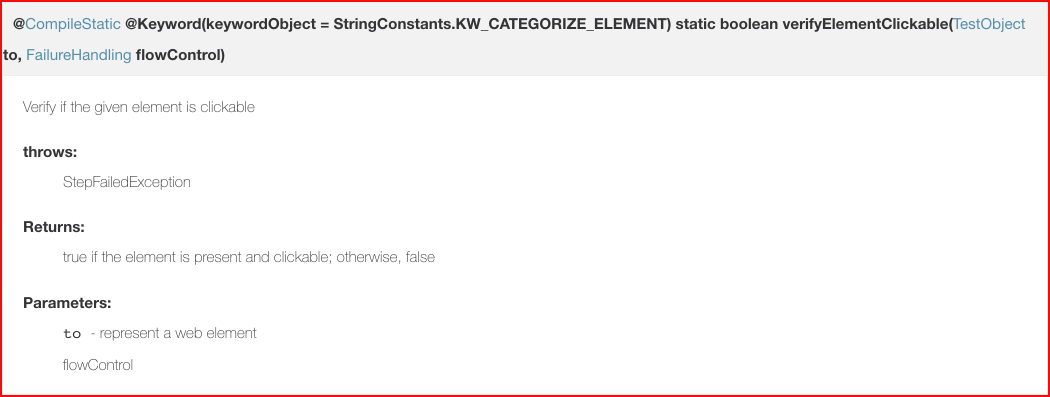 @CompileStatic @Keyword(keywordObject = StringConstants.KW_CATEGORIZE_ELEMENT) static boolean verifyElementClickable(TestObject
to, FailureHandling flowControl)
Verify if the given element is clickable
throws:
StepFailedException
Returns:
true if the element is present and clickable; otherwise, false
Parameters:
to - represent a web element
flowControl